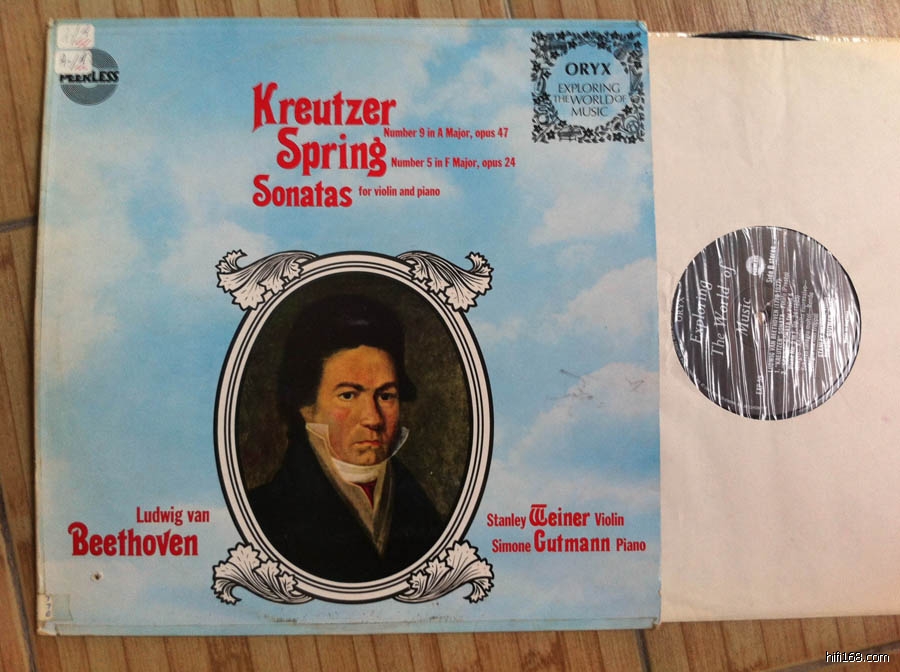 PEERLESS
ORYX
EXPLORING
THE WORLD OF
MUSIC
Kreutzer
Number 9 in A Major, opus 47
Spring
Number 5 in F Major, opus 24
Sonatas for violin and piano
Ludwig van
Beethoven
Stanley Weiner Violin
Simone Gutmann Piano
ORYX
Exploring
The World of
Music
hifi168.com